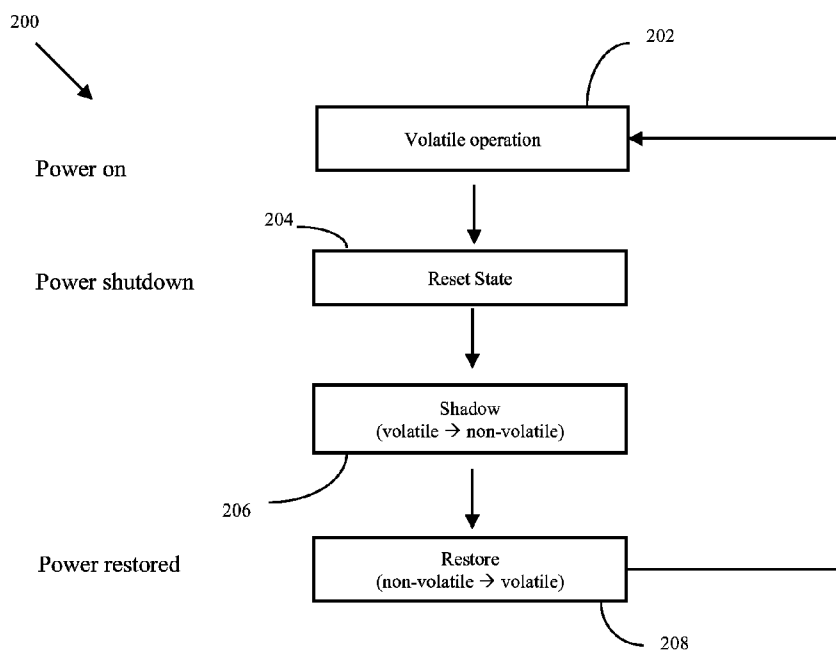 200
202
Volatile operation
Power on
204
Power shutdown
Reset State
Shadow
(volatile → non-volatile)
206
Power restored
Restore
(non-volatile → volatile)
208